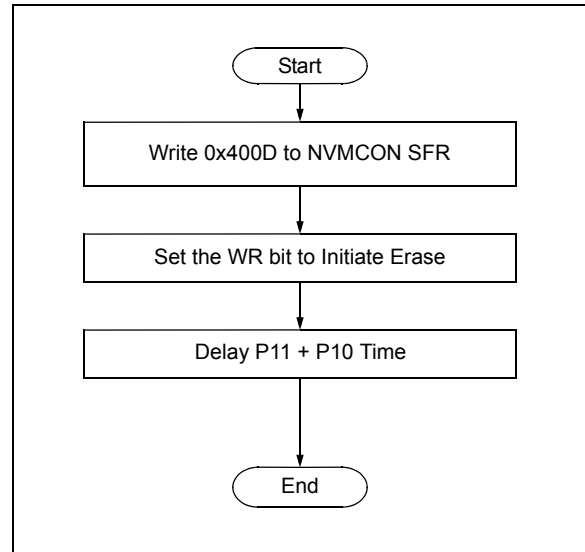 Start
Write 0x400D to NVMCON SFR
Set the WR bit to Initiate Erase
Delay P11 + P10 Time
End